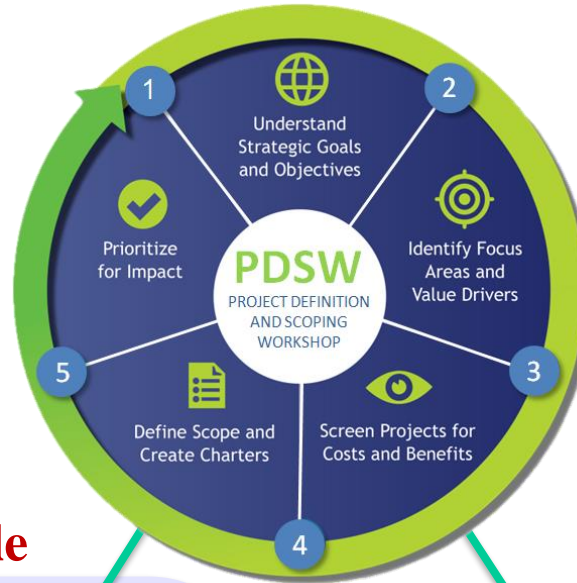 1
Understand
Strategic Goals
and Objectives
2
Identify Focus
Areas and
Value Drivers
3
Screen Projects for
Costs and Benefits
4
Define Scope and
Create Charters
5
Prioritize
for Impact
PDSW
PROJECT DEFINITION
AND SCOPING
WORKSHOP